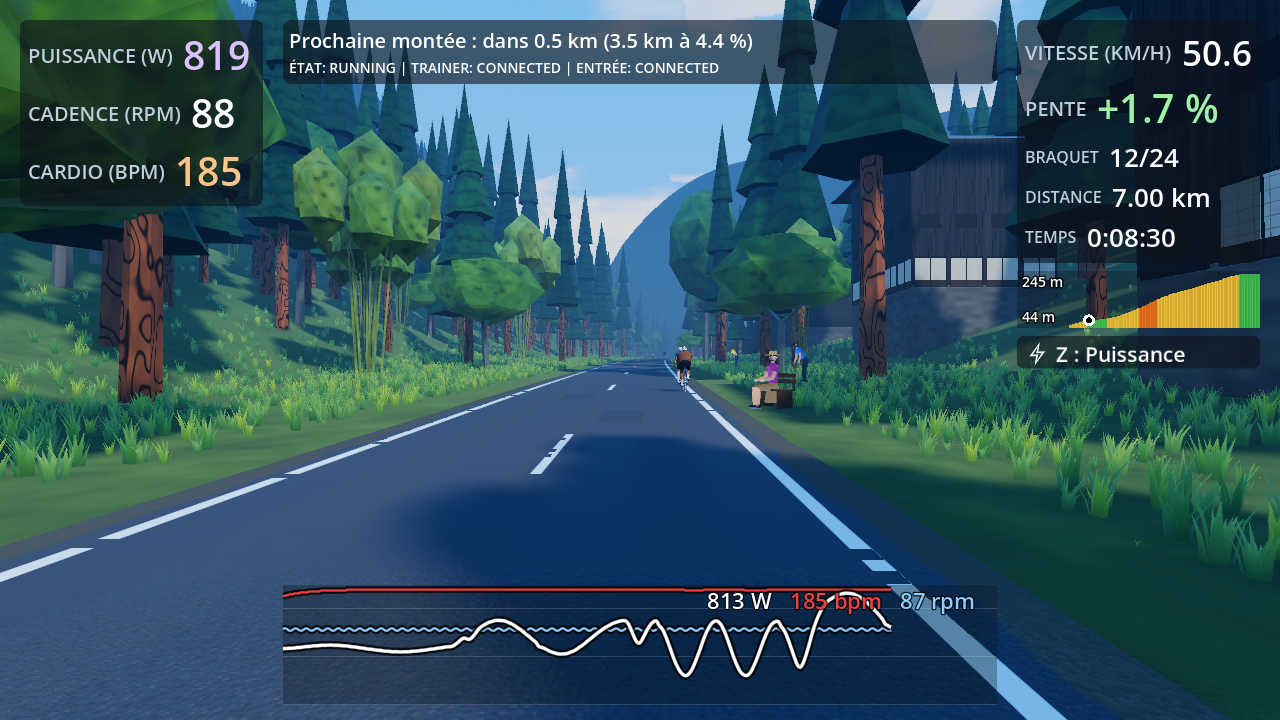 PUISSANCE (W) 819
CADENCE (RPM) 88
CARDIO (BPM) 185
Prochaine montée : dans 0.5 km (3.5 km à 4.4 %)
ÉTAT: RUNNING | TRAINER: CONNECTED | ENTRÉE: CONNECTED
VITESSE (KM/H) 50.6
PENTE +1.7 %
BRAQUET 12/24
DISTANCE 7.00 km
TEMPS 0:08:30
245 m
44 m
Z : Puissance
813 W 185 bpm 87 rpm